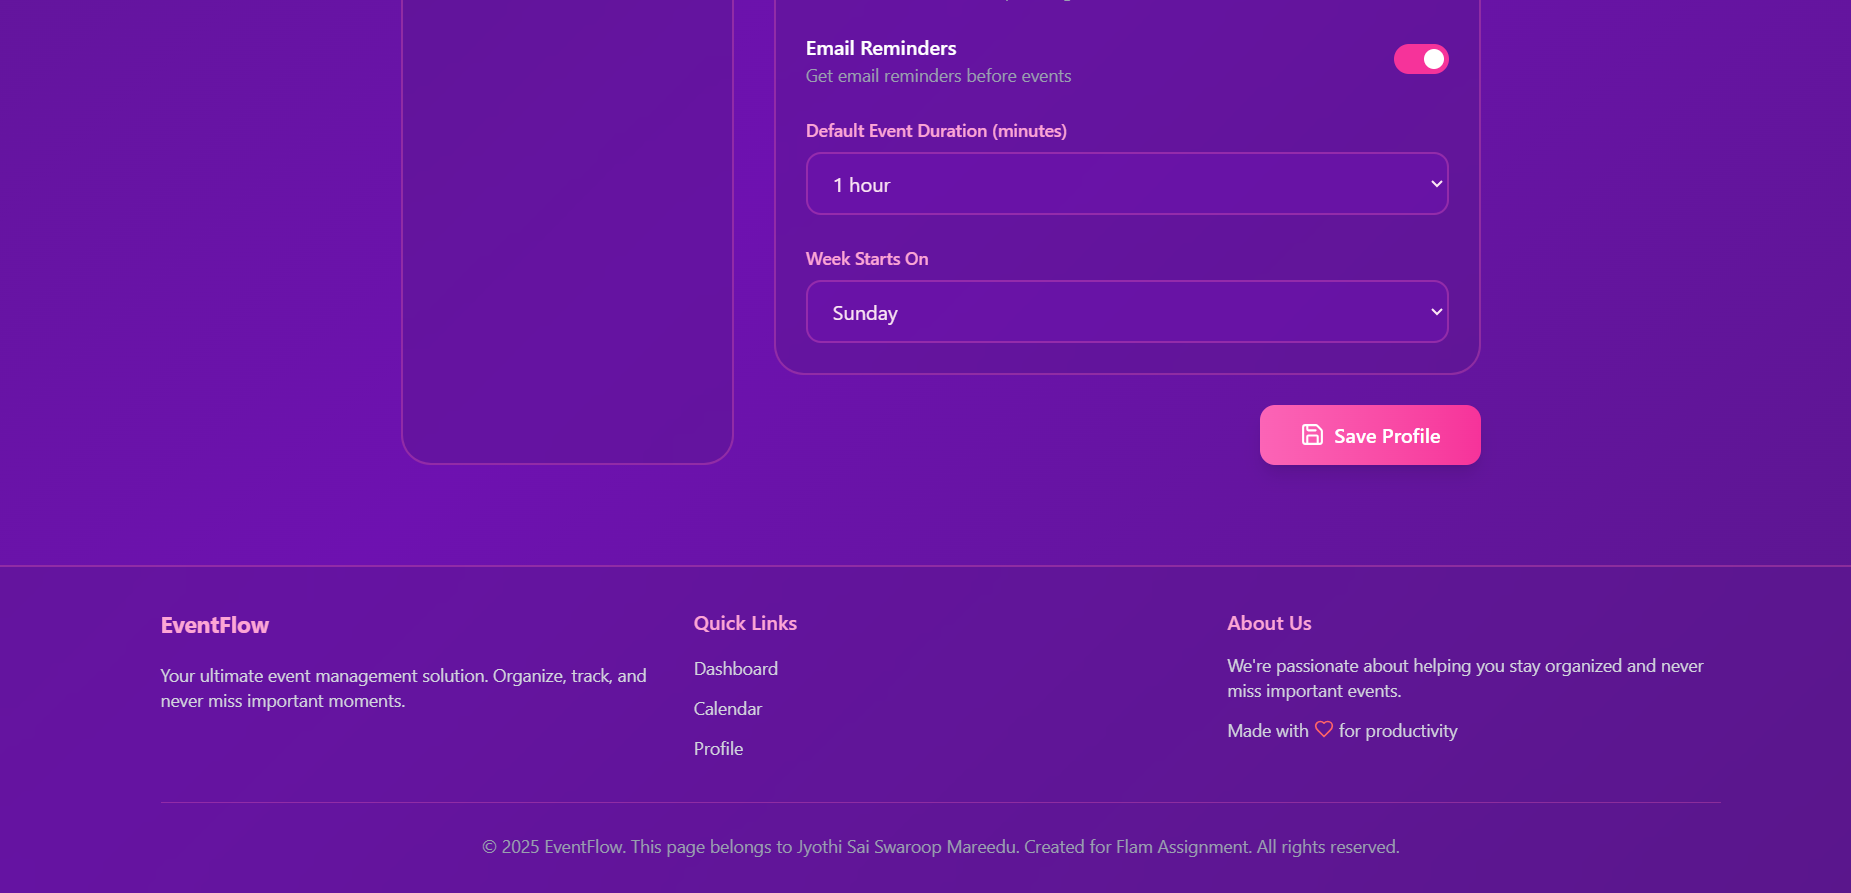 Email Reminders
Get email reminders before events
Default Event Duration (minutes)
1 hour
Week Starts On
Sunday
Save Profile
EventFlow
Your ultimate event management solution. Organize, track, and
never miss important moments.
Quick Links
Dashboard
Calendar
Profile
About Us
We're passionate about helping you stay organized and never
miss important events.
Made with for productivity
© 2025 EventFlow. This page belongs to Jyothi Sai Swaroop Mareedu. Created for Flam Assignment. All rights reserved.